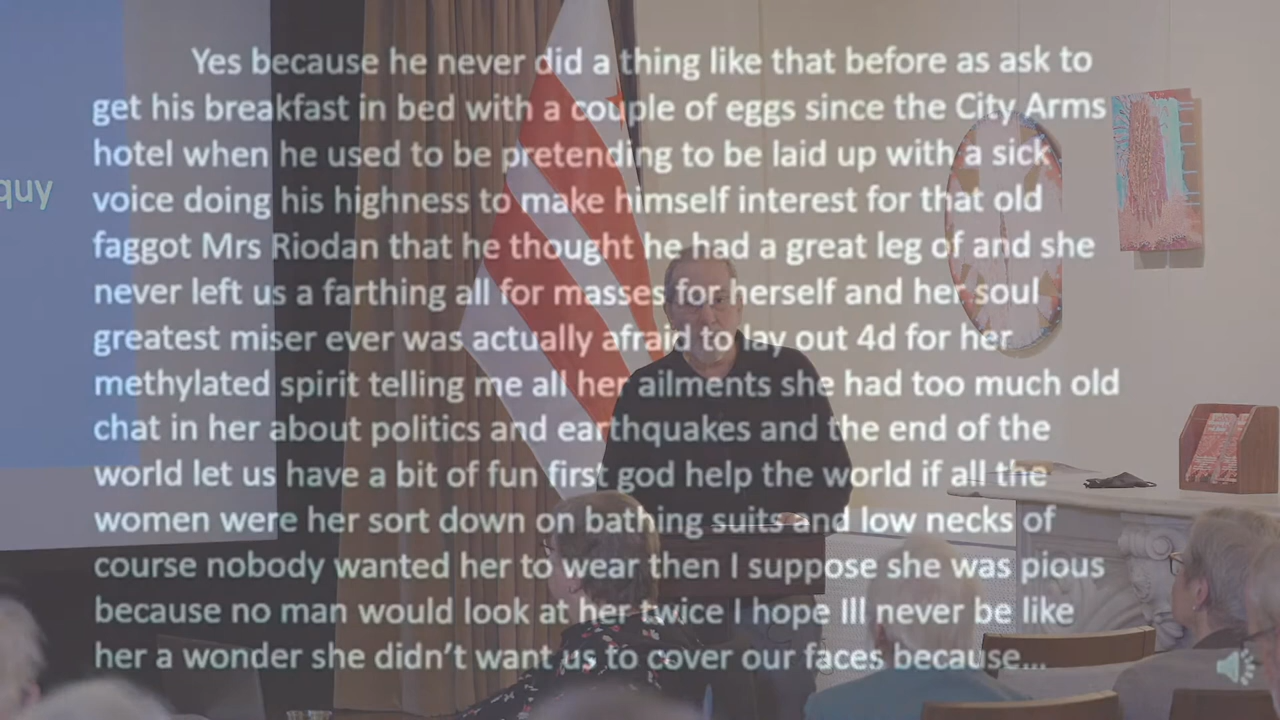 quy
Yes because he never did a thing like that before as ask to
get his breakfast in bed with a couple of eggs since the City Arms
hotel when he used to be pretending to be laid up with a sick
voice doing his highness to make himself interest for that old
faggot Mrs Riodan that he thought he had a great leg of and she
never left us a farthing all for masses for herself and her soul
greatest miser ever was actually afraid to lay out 4d for her
methylated spirit telling me all her ailments she had too much old
chat in her about politics and earthquakes and the end of the
world let us have a bit of fun first god help the world if all the
women were her sort down on bathing suits and low necks of
course nobody wanted her to wear then I suppose she was pious
because no man would look at her twice I hope Ill never be like
her a wonder she didn't want us to cover our faces because...